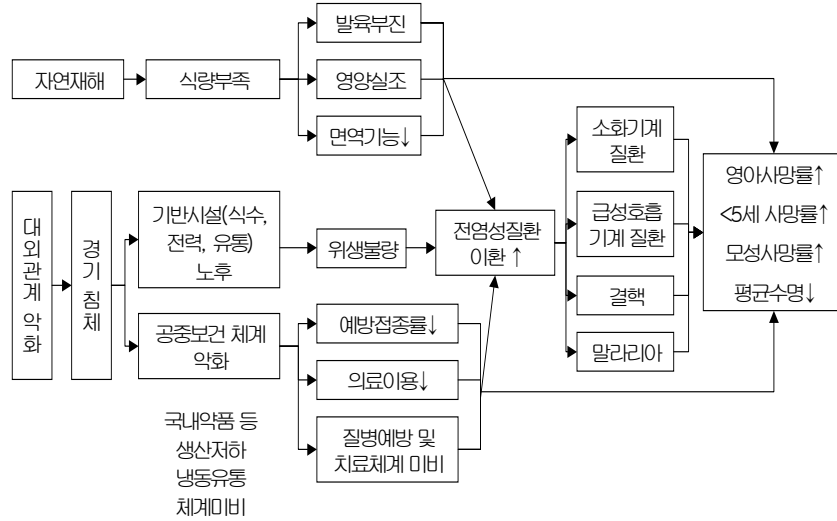 발육부진
자연재해
식량부족
영양실조
면역기능↓
소화기계
질환
영아사망률↑
<5세 사망률↑
모성사망률↑
평균수명↓
대외관계 악화
경기 침체
기반시설(식수,
전력, 유통)
노후
위생불량
전염성질환
이환 ↑
급성호흡
기계 질환
결핵
말라리아
공중보건 체계
악화
예방접종률↓
의료이용↓
질병예방 및
치료체계 미비
국내약품 등
생산저하
냉동유통
체계미비